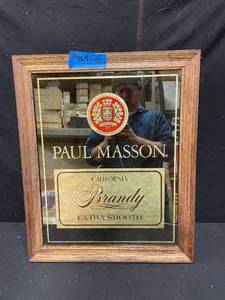 PAUL MASSON
CALIFORNIA
Brandy
EXTRA SMOOTH